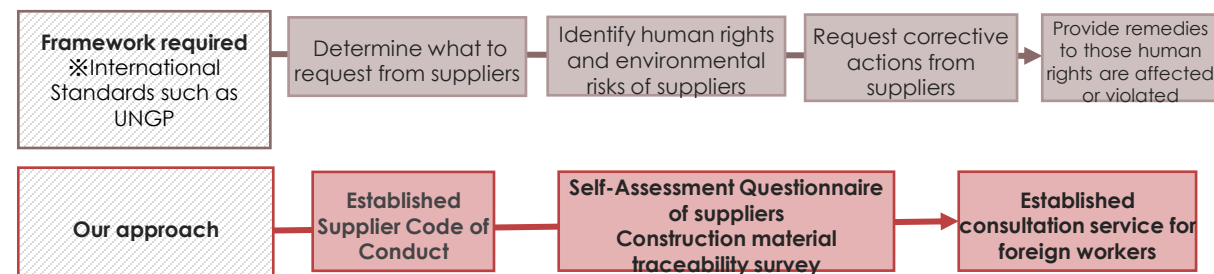 Framework required
※International
Standards such as
UNGP
Determine what to
request from suppliers
Identify human rights
and environmental
risks of suppliers
Request corrective
actions from
suppliers
Provide remedies
to those human
rights are affected
or violated
Our approach
Established
Supplier Code of
Conduct
Self-Assessment Questionnaire
of suppliers
Construction material
traceability survey
Established
consultation service for
foreign workers